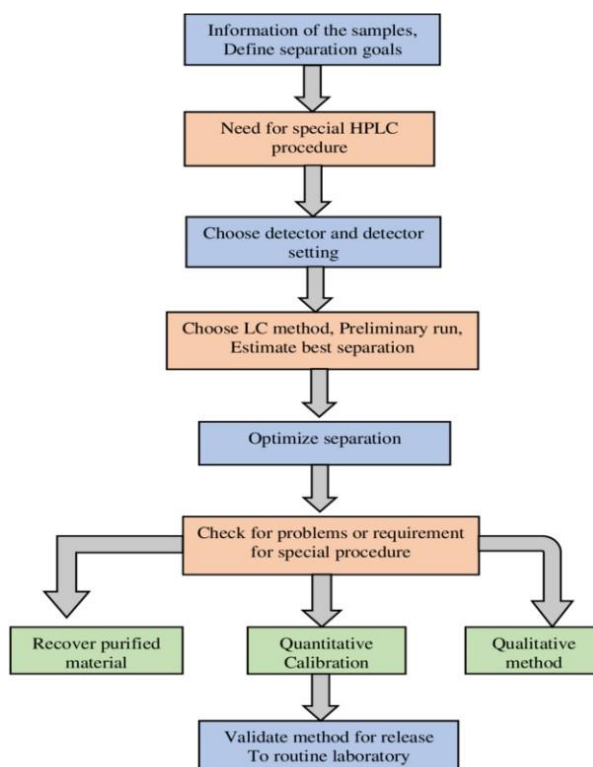 Information of the samples,
Define separation goals
Need for special HPLC
procedure
Choose detector and detector
setting
Choose LC method, Preliminary run,
Estimate best separation
Optimize separation
Check for problems or requirement
for special procedure
Recover purified
material
Quantitative
Calibration
Qualitative
method
Validate method for release
To routine laboratory